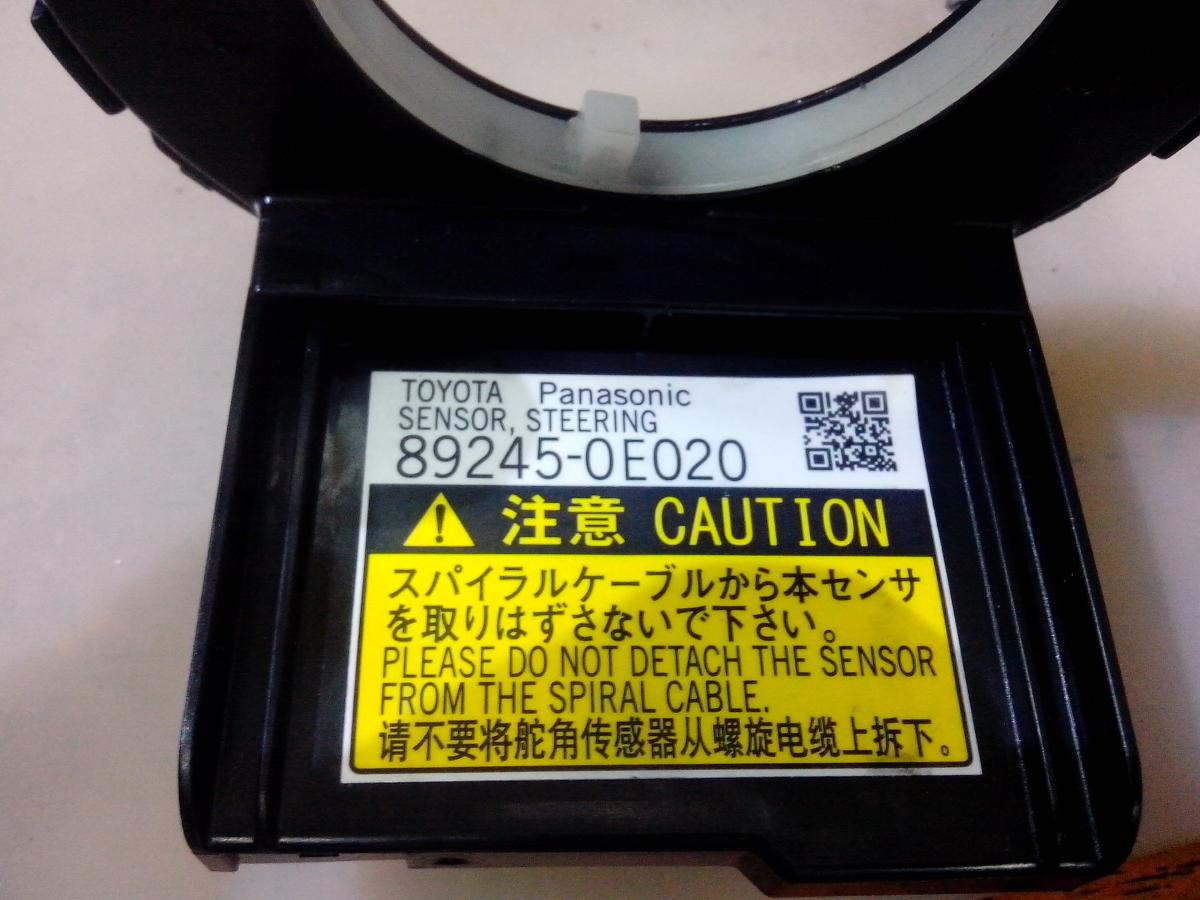 TOYOTA Panasonic
SENSOR, STEERING
89245-0E020
注意 CAUTION
スパイラルケーブルから本センサ
を取りはずさないで下さい。
PLEASE DO NOT DETACH THE SENSOR
FROM THE SPIRAL CABLE.
请不要将舵角传感器从螺旋电缆上拆下。